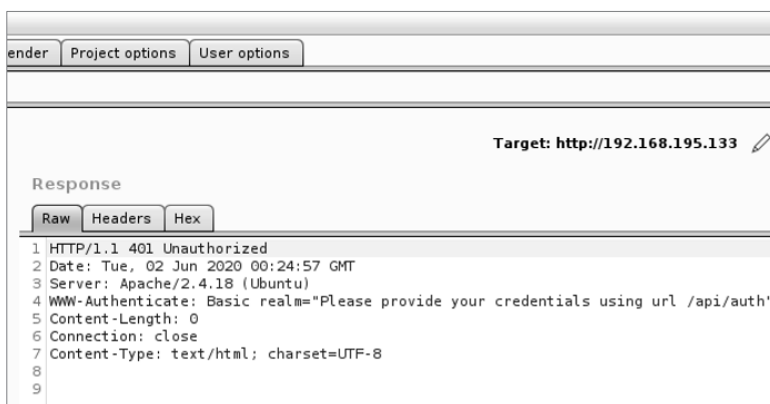 ender Project options User options
Target: http://192.168.195.133
Response
Raw Headers Hex
1 HTTP/1.1 401 Unauthorized
2 Date: Tue, 02 Jun 2020 00:24:57 GMT
3 Server: Apache/2.4.18 (Ubuntu)
4 WWW-Authenticate: Basic realm="Please provide your credentials using url /api/auth"
5 Content-Length: 0
6 Connection: close
7 Content-Type: text/html; charset=UTF-8
8
9